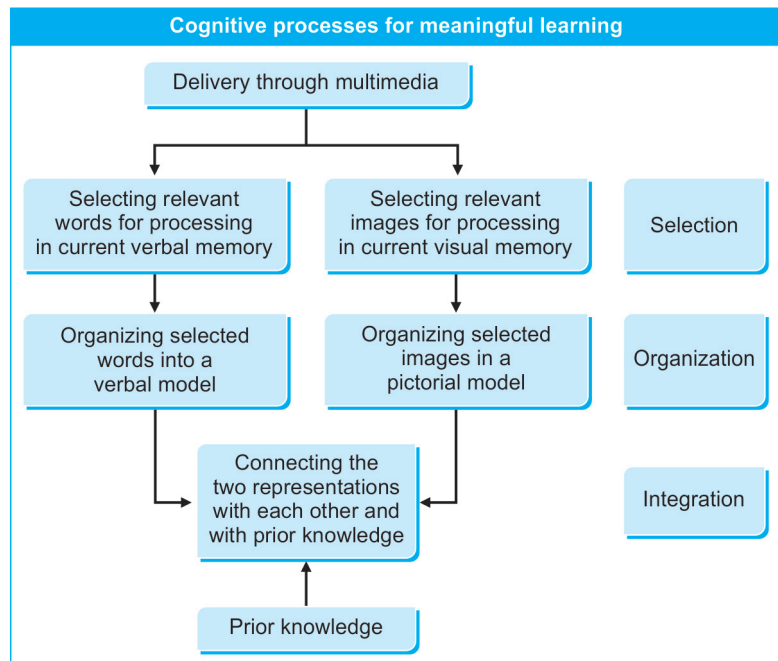 Cognitive processes for meaningful learning
Delivery through multimedia
Selecting relevant
words for processing
in current verbal memory
Selecting relevant
images for processing
in current visual memory
Selection
Organizing selected
words into a
verbal model
Organizing selected
images in a
pictorial model
Organization
Connecting the
two representations
with each other and
with prior knowledge
Integration
Prior knowledge